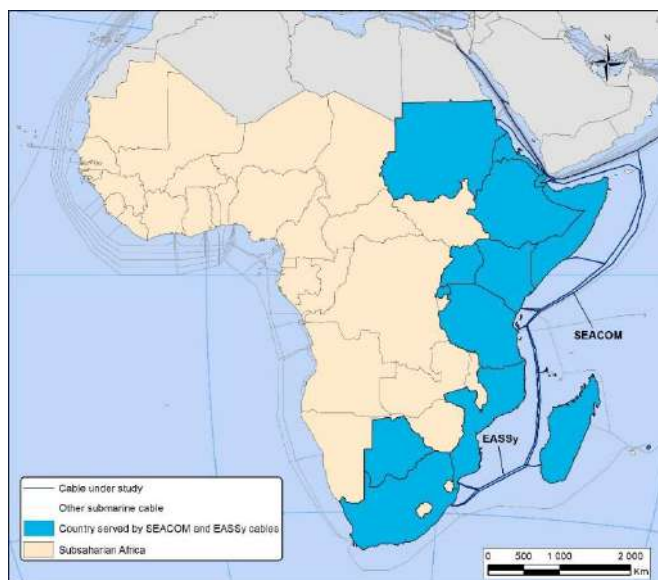 N
SEACOM
EASSy
Cable under study
Other submarine cable
Country served by SEACOM and EASSy cables
Subsaharian Africa
0 500 1 000 2 000
Km